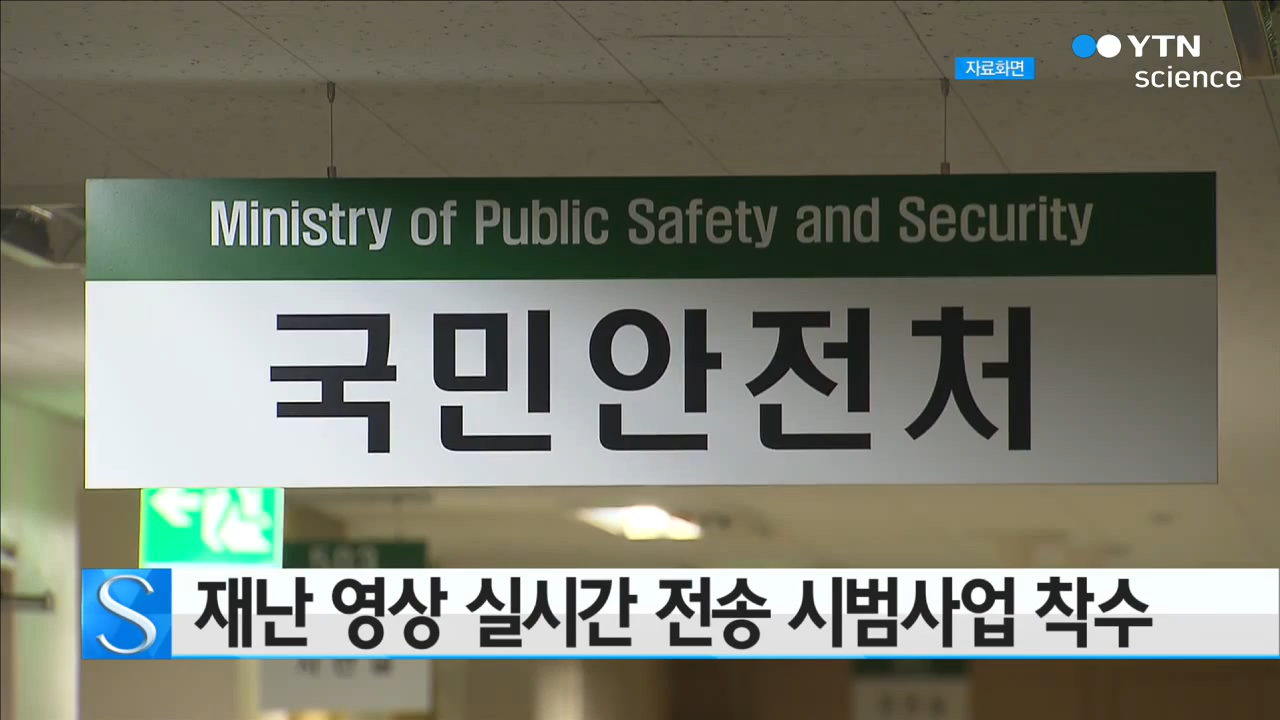 YTN
science
자료화면
Ministry of Public Safety and Security
국민안전처
S 재난 영상 실시간 전송 시범사업 착수